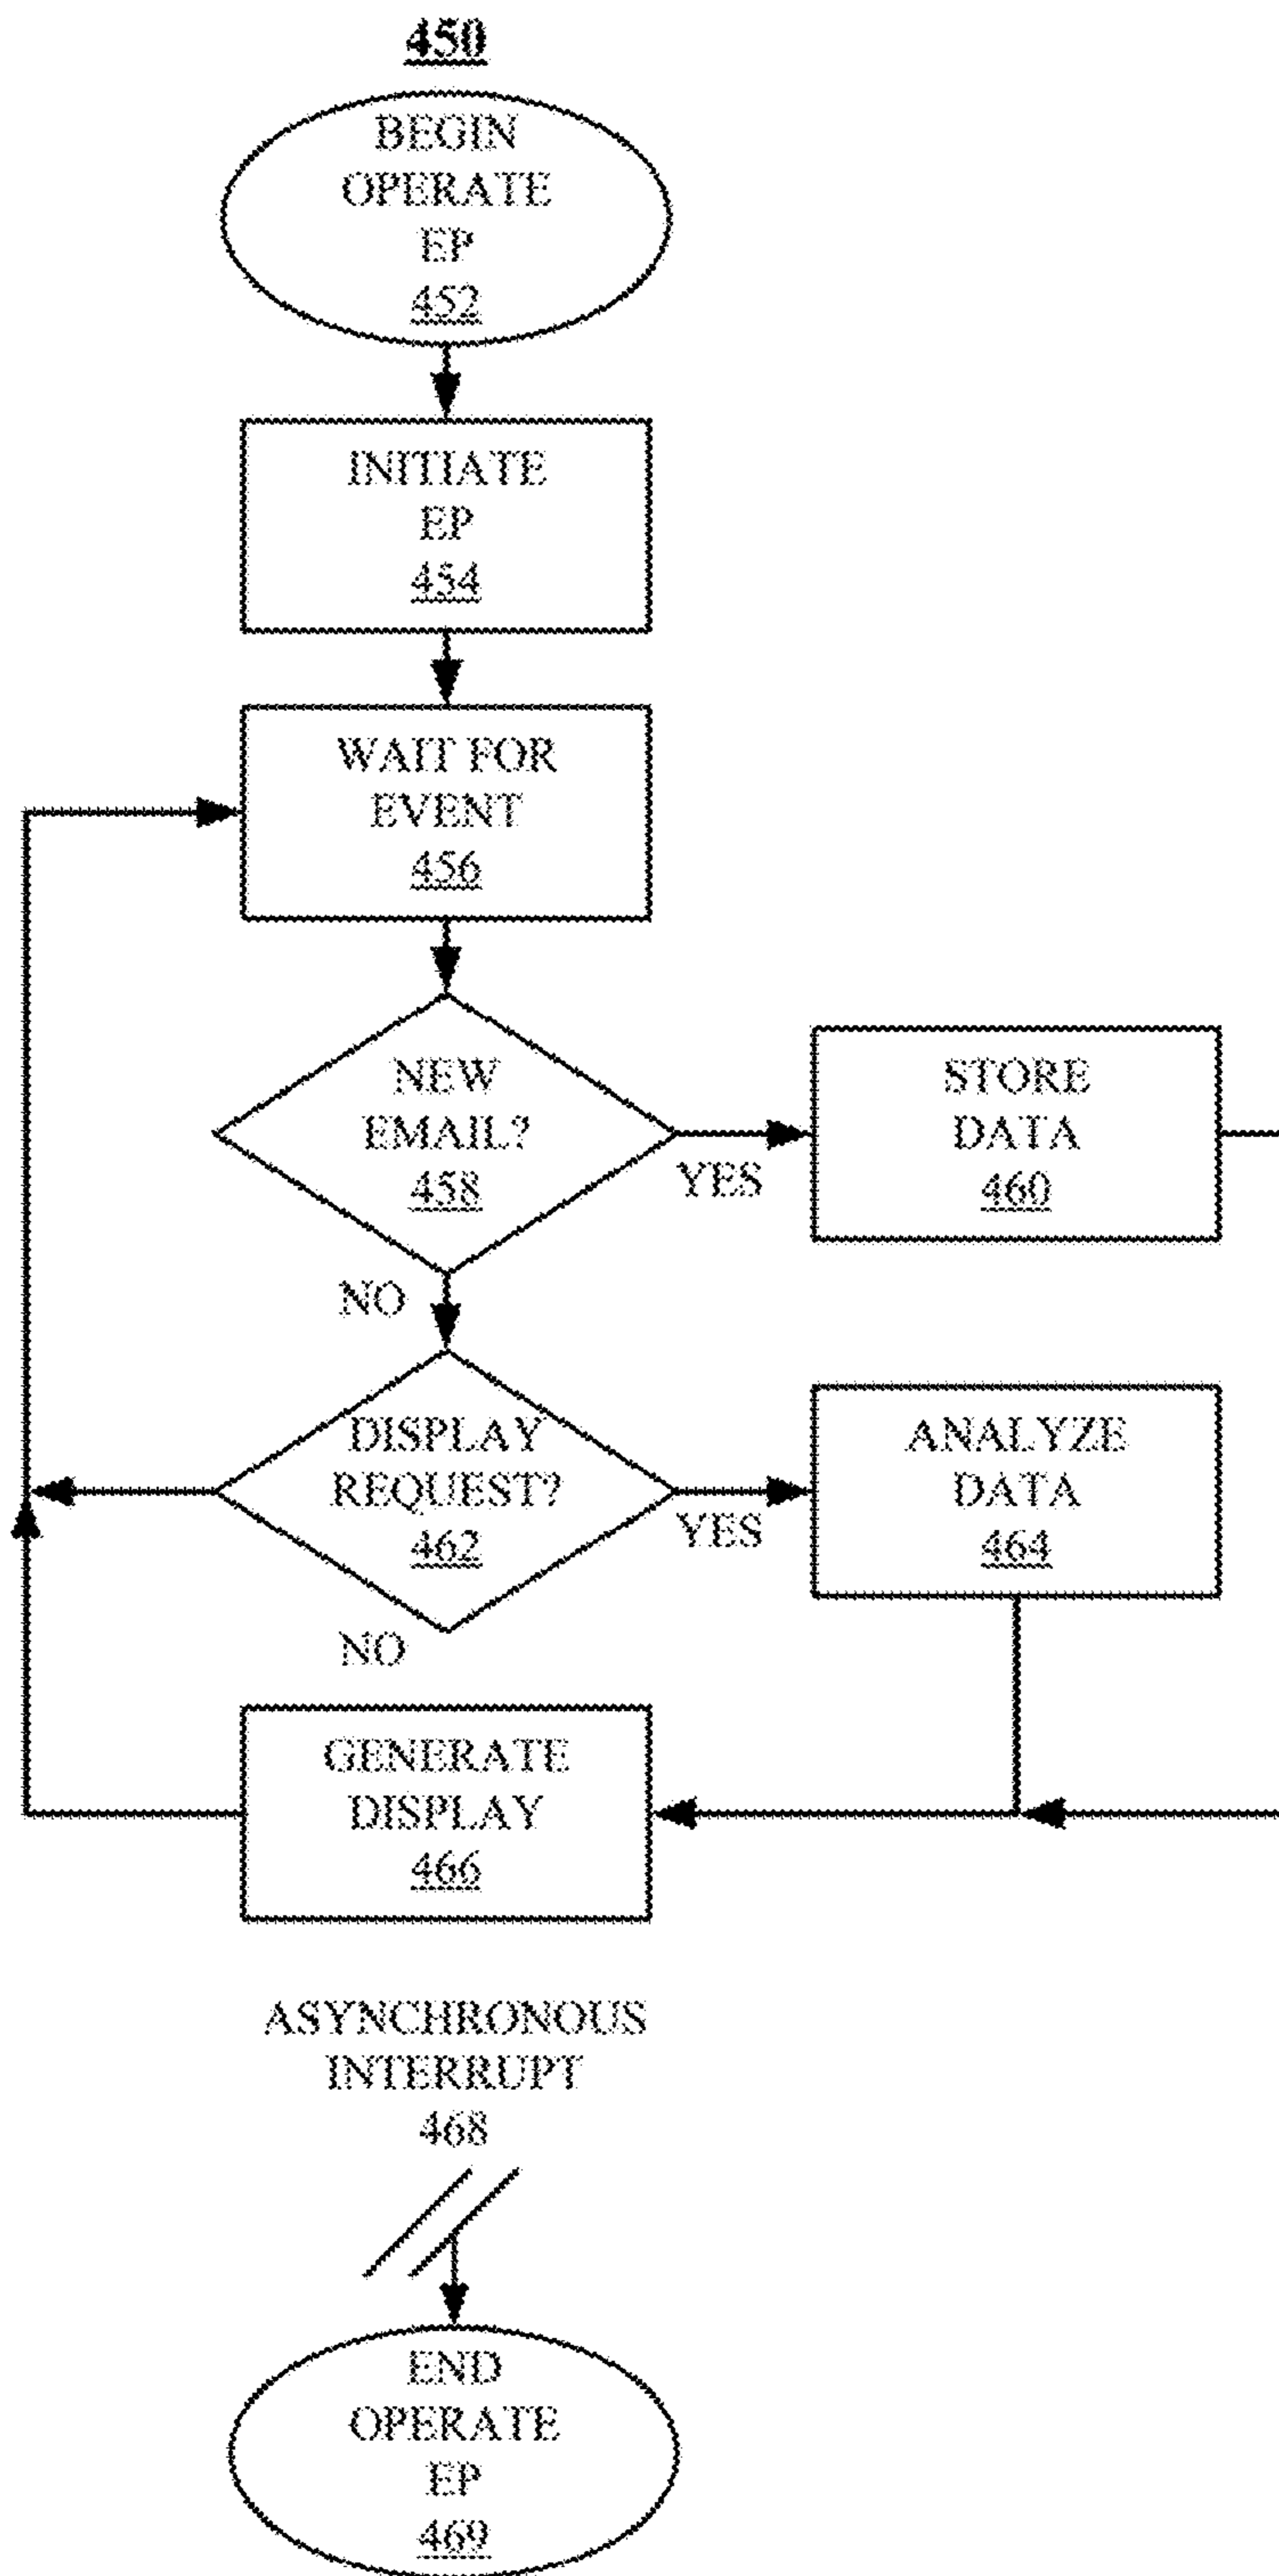 450
BEGIN
OPERATE
EP
452
INITIATE
EP
454
WAIT FOR
EVENT
456
NEW
EMAIL?
458
YES
STORE
DATA
460
NO
DISPLAY
REQUEST?
462
YES
ANALYZE
DATA
464
NO
GENERATE
DISPLAY
466
ASYNCHRONOUS
INTERRUPT
468
END
OPERATE
EP
469